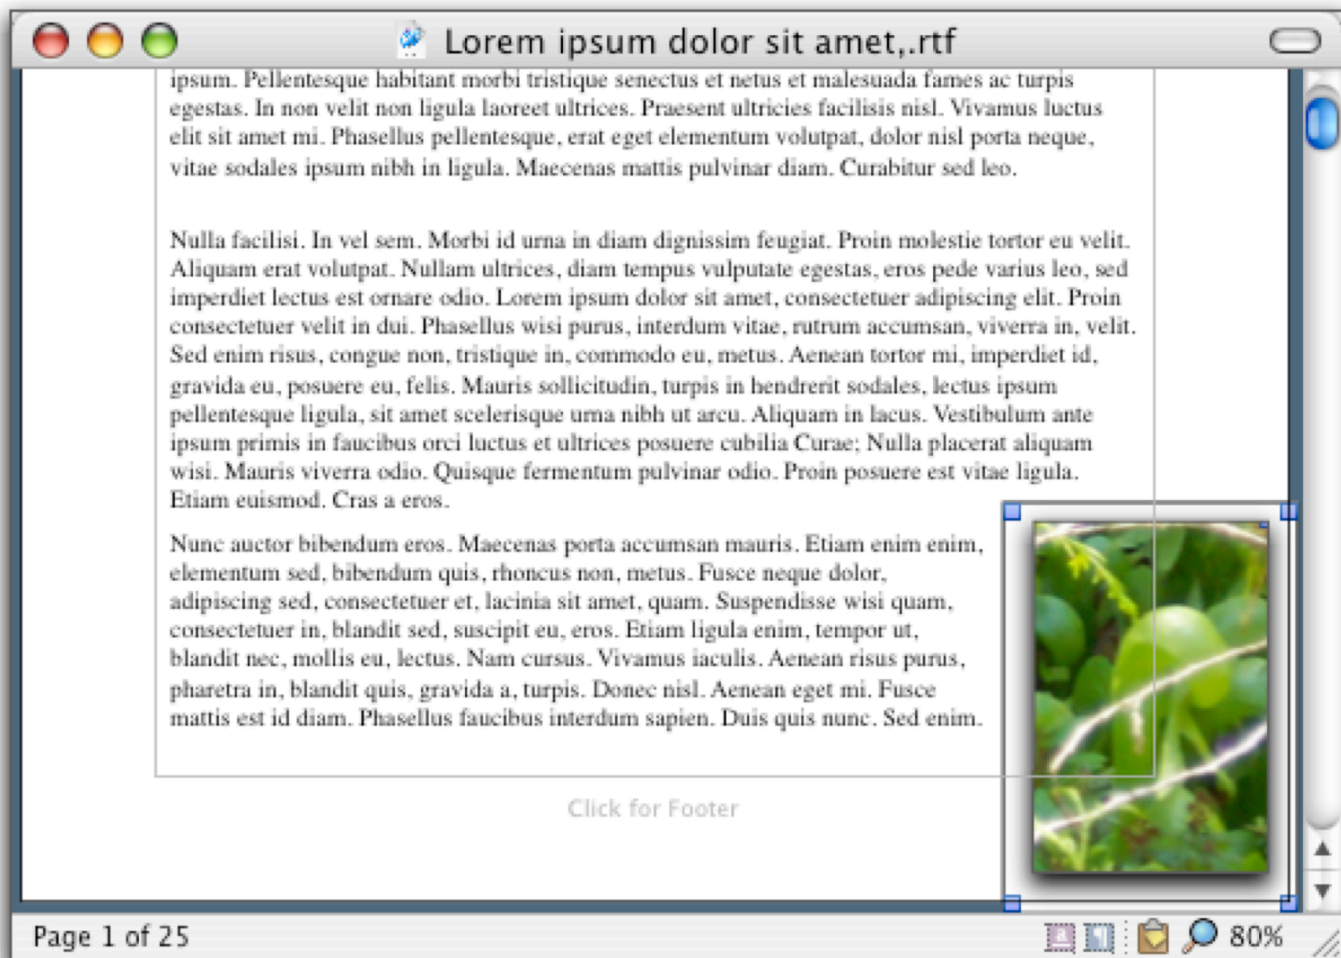 Lorem ipsum dolor sit amet,.rtf
ipsum. Pellentesque habitant morbi tristique senectus et netus et malesuada fames ac turpis
egestas. In non velit non ligula laoreet ultrices. Praesent ultricies facilisis nisl. Vivamus luctus
elit sit amet mi. Phasellus pellentesque, erat eget elementum volutpat, dolor nisl porta neque,
vitae sodales ipsum nibh in ligula. Maecenas mattis pulvinar diam. Curabitur sed leo.
Nulla facilisi. In vel sem. Morbi id urna in diam dignissim feugiat. Proin molestie tortor eu velit.
Aliquam erat volutpat. Nullam ultrices, diam tempus vulputate egestas, eros pede varius leo, sed
imperdiet lectus est ornare odio. Lorem ipsum dolor sit amet, consectetuer adipiscing elit. Proin
consectetuer velit in dui. Phasellus wisi purus, interdum vitae, rutrum accumsan, viverra in, velit.
Sed enim risus, congue non, tristique in, commodo eu, metus. Aenean tortor mi, imperdiet id,
gravida eu, posuere eu, felis. Mauris sollicitudin, turpis in hendrerit sodales, lectus ipsum
pellentesque ligula, sit amet scelerisque urna nibh ut arcu. Aliquam in lacus. Vestibulum ante
ipsum primis in faucibus orci luctus et ultrices posuere cubilia Curae; Nulla placerat aliquam
wisi. Mauris viverra odio. Quisque fermentum pulvinar odio. Proin posuere est vitae ligula.
Etiam euismod. Cras a eros.
Nunc auctor bibendum eros. Maecenas porta accumsan mauris. Etiam enim enim,
elementum sed, bibendum quis, rhoncus non, metus. Fusce neque dolor,
adipiscing sed, consectetuer et, lacinia sit amet, quam. Suspendisse wisi quam,
consectetuer in, blandit sed, suscipit eu, eros. Etiam ligula enim, tempor ut,
blandit nec, mollis eu, lectus. Nam cursus. Vivamus iaculis. Aenean risus purus,
pharetra in, blandit quis, gravida a, turpis. Donec nisl. Aenean eget mi. Fusce
mattis est id diam. Phasellus faucibus interdum sapien. Duis quis nunc. Sed enim.
Click for Footer
Page 1 of 25
80%